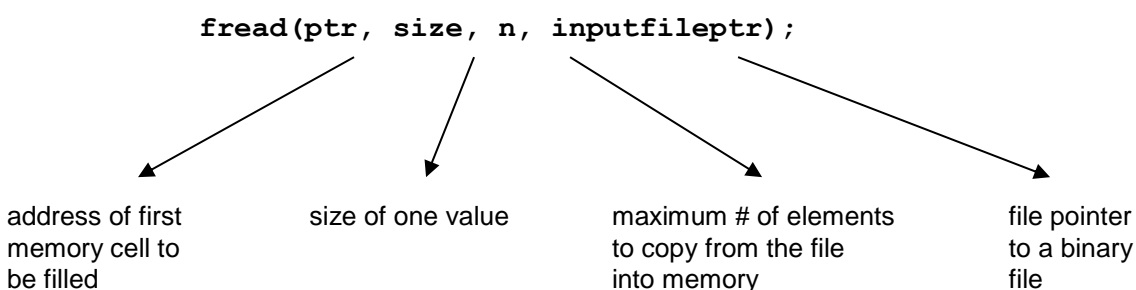 fread(ptr, size, n, inputfileptr);
address of first
memory cell to
be filled
size of one value
maximum # of elements
to copy from the file
into memory
file pointer
to a binary
file